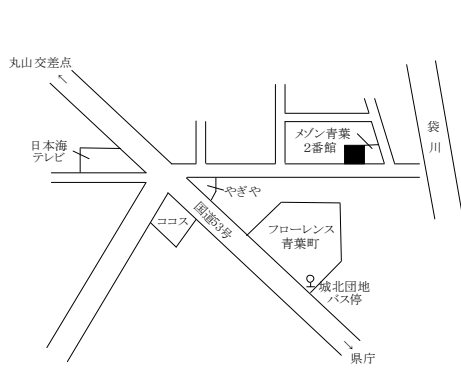 丸山交差点
日本海
テレビ
メゾン青葉
2番館
袋川
やぎや
国道53号
ココス
フローレンス
青葉町
城北団地
バス停
県庁